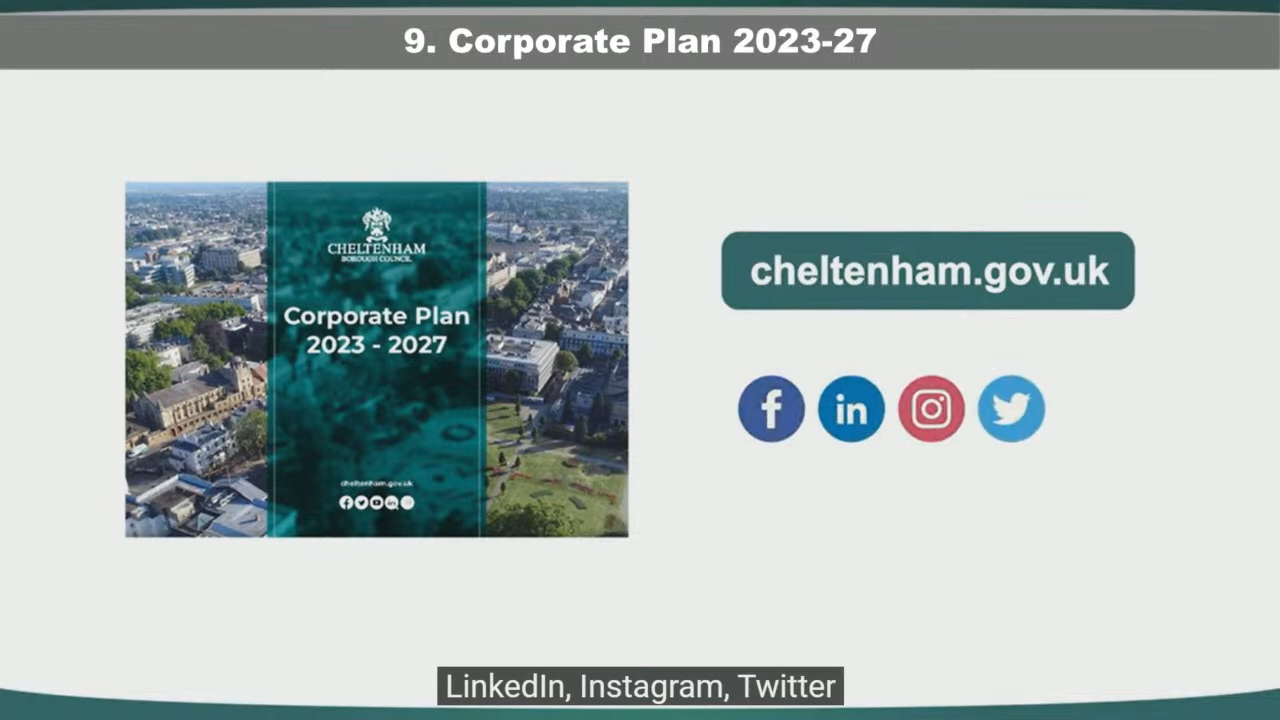 9. Corporate Plan 2023-27
CHELTENHAM
BOROUGH COUNCIL
Corporate Plan
2023 - 2027
cheltenham.gov.uk
cheltenham.gov.uk
LinkedIn, Instagram, Twitter